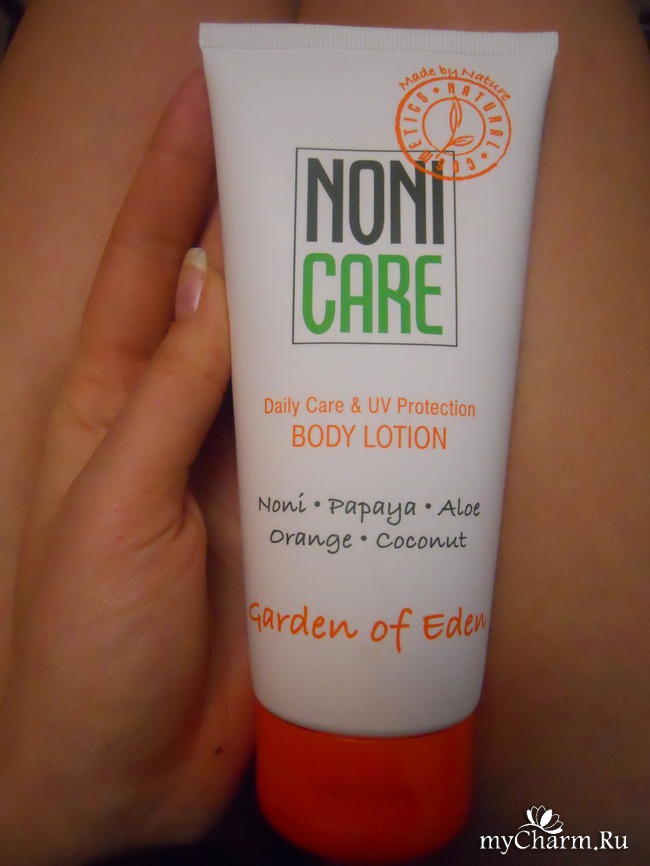 Made by Nature
NATURAL • COSMETICS •
NONI
CARE
Daily Care & UV Protection
BODY LOTION
Noni • Papaya • Aloe
Orange • Coconut
Garden of Eden
myCharm.Ru